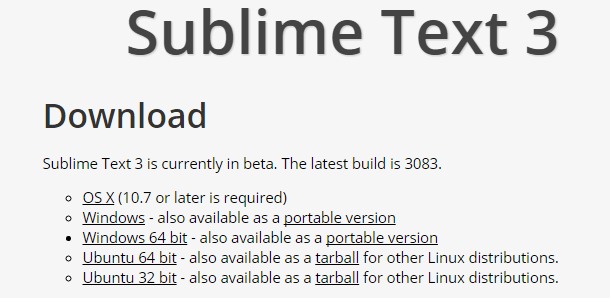 Sublime Text 3
Download
Sublime Text 3 is currently in beta. The latest build is 3083.
OS X (10.7 or later is required)
Windows - also available as a portable version
Windows 64 bit - also available as a portable version
Ubuntu 64 bit - also available as a tarball for other Linux distributions.
Ubuntu 32 bit - also available as a tarball for other Linux distributions.